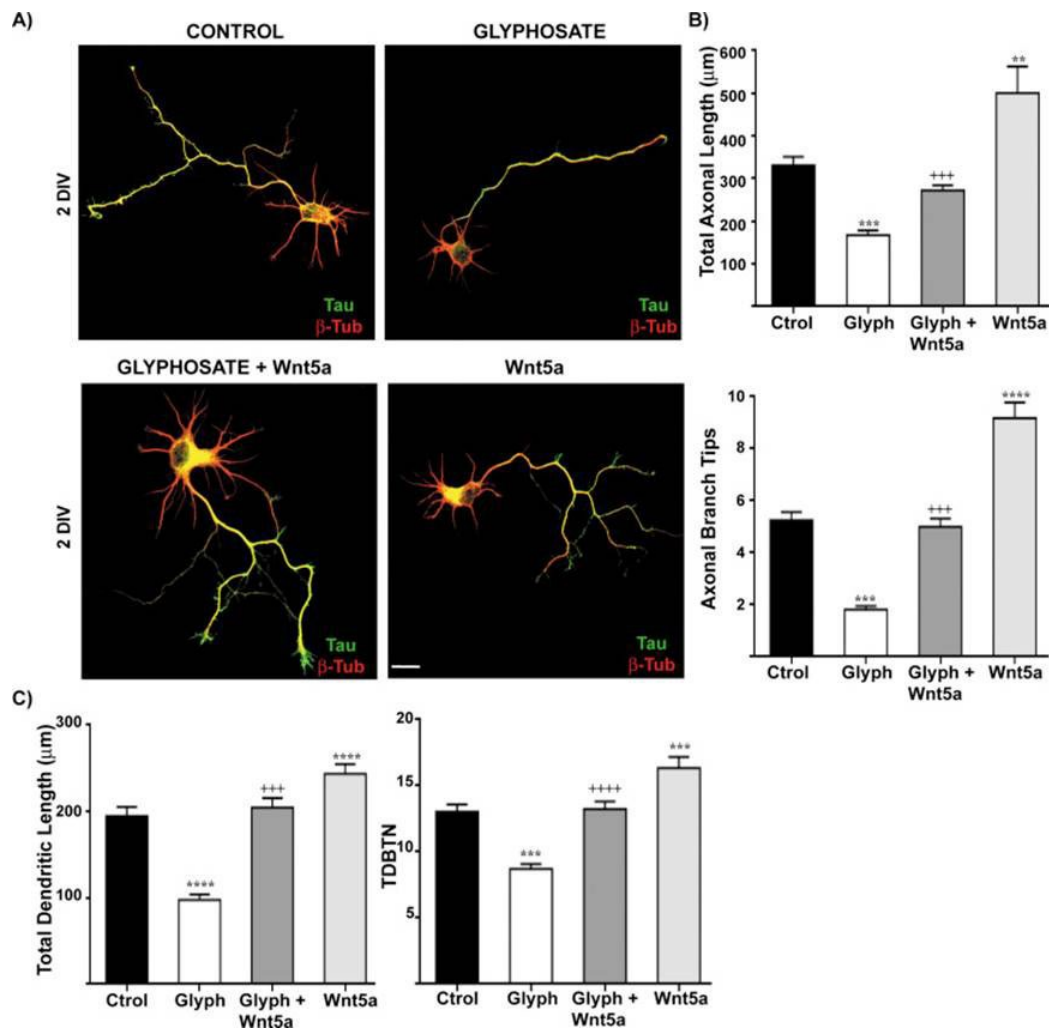 A)
CONTROL
GLYPHOSATE
2 DIV
Tau
β-Tub
Tau
β-Tub
GLYPHOSATE + Wnt5a
Wnt5a
2 DIV
Tau
β-Tub
Tau
β-Tub
B)
Total Axonal Length (μm)
600
500
400
300
200
100
***
+++
**
Ctrol
Glyph
Glyph +
Wnt5a
Wnt5a
Axonal Branch Tips
10
8
6
4
2
***
+++
****
Ctrol
Glyph
Glyph +
Wnt5a
Wnt5a
C)
Total Dendritic Length (μm)
300
200
100
****
+++
****
Ctrol
Glyph
Glyph +
Wnt5a
Wnt5a
TDBTN
20
15
10
5
0
***
++++
***
Ctrol
Glyph
Glyph +
Wnt5a
Wnt5a